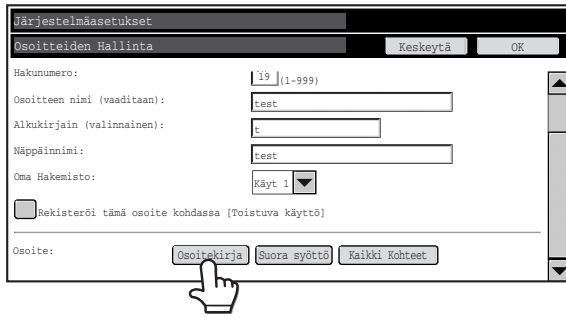 Järjestelmäasetukset
Osoitteiden Hallinta Keskeytä OK
Hakunumero: 19 (1-999)
Osoitteen nimi (vaaditaan): test
Alkukirjain (valinnainen): t
Näppäinnimi: test
Oma Hakemisto: Käyt 1
Rekisteröi tämä osoite kohdassa [Toistuva käyttö]
Osoite: Osoitekirja Suora syöttö Kaikki Kohteet